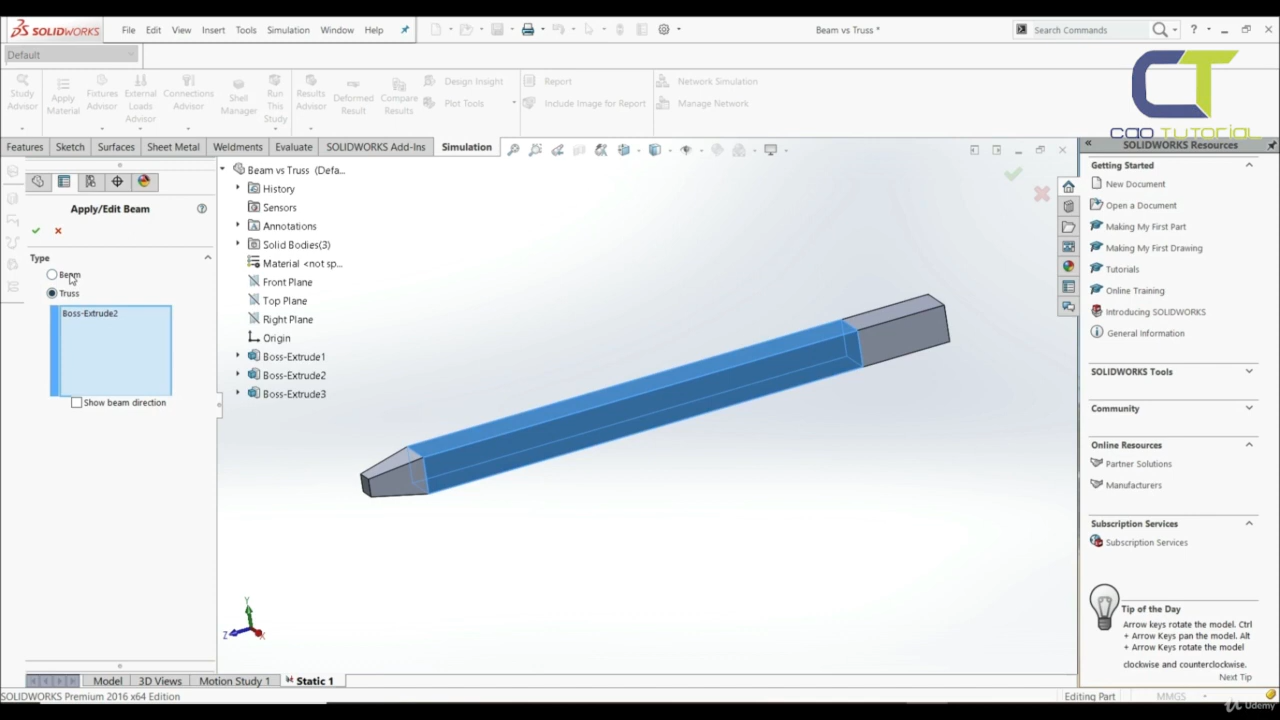 SOLIDWORKS File Edit View Insert Tools Simulation Window Help Beam vs Truss * Search Commands ?
Default
Study Advisor
Apply Material
Fixtures Advisor
External Loads Advisor
Connections Advisor
Shell Manager
Run This Study
Results Advisor
Deformed Result
Compare Results
Design Insight
Plot Tools
Report
Include Image for Report
Network Simulation
Manage Network
CT
CAO TUTORIAL
Features Sketch Surfaces Sheet Metal Weldments Evaluate SOLIDWORKS Add-Ins Simulation
Apply/Edit Beam
Type
Beam
Truss
Boss-Extrude2
Show beam direction
Beam vs Truss (Defa...
History
Sensors
Annotations
Solid Bodies(3)
Material <not sp...
Front Plane
Top Plane
Right Plane
Origin
Boss-Extrude1
Boss-Extrude2
Boss-Extrude3
Y
Z
X
SOLIDWORKS Resources
Getting Started
New Document
Open a Document
Making My First Part
Making My First Drawing
Tutorials
Online Training
Introducing SOLIDWORKS
General Information
SOLIDWORKS Tools
Community
Online Resources
Partner Solutions
Manufacturers
Subscription Services
Subscription Services
Tip of the Day
Arrow keys rotate the model. Ctrl
+ Arrow Keys pan the model. Alt
+ Arrow Keys rotate the model
clockwise and counterclockwise.
Next Tip
Model 3D Views Motion Study 1 Static 1
SOLIDWORKS Premium 2016 x64 Edition Editing Part MMGS
Udemy